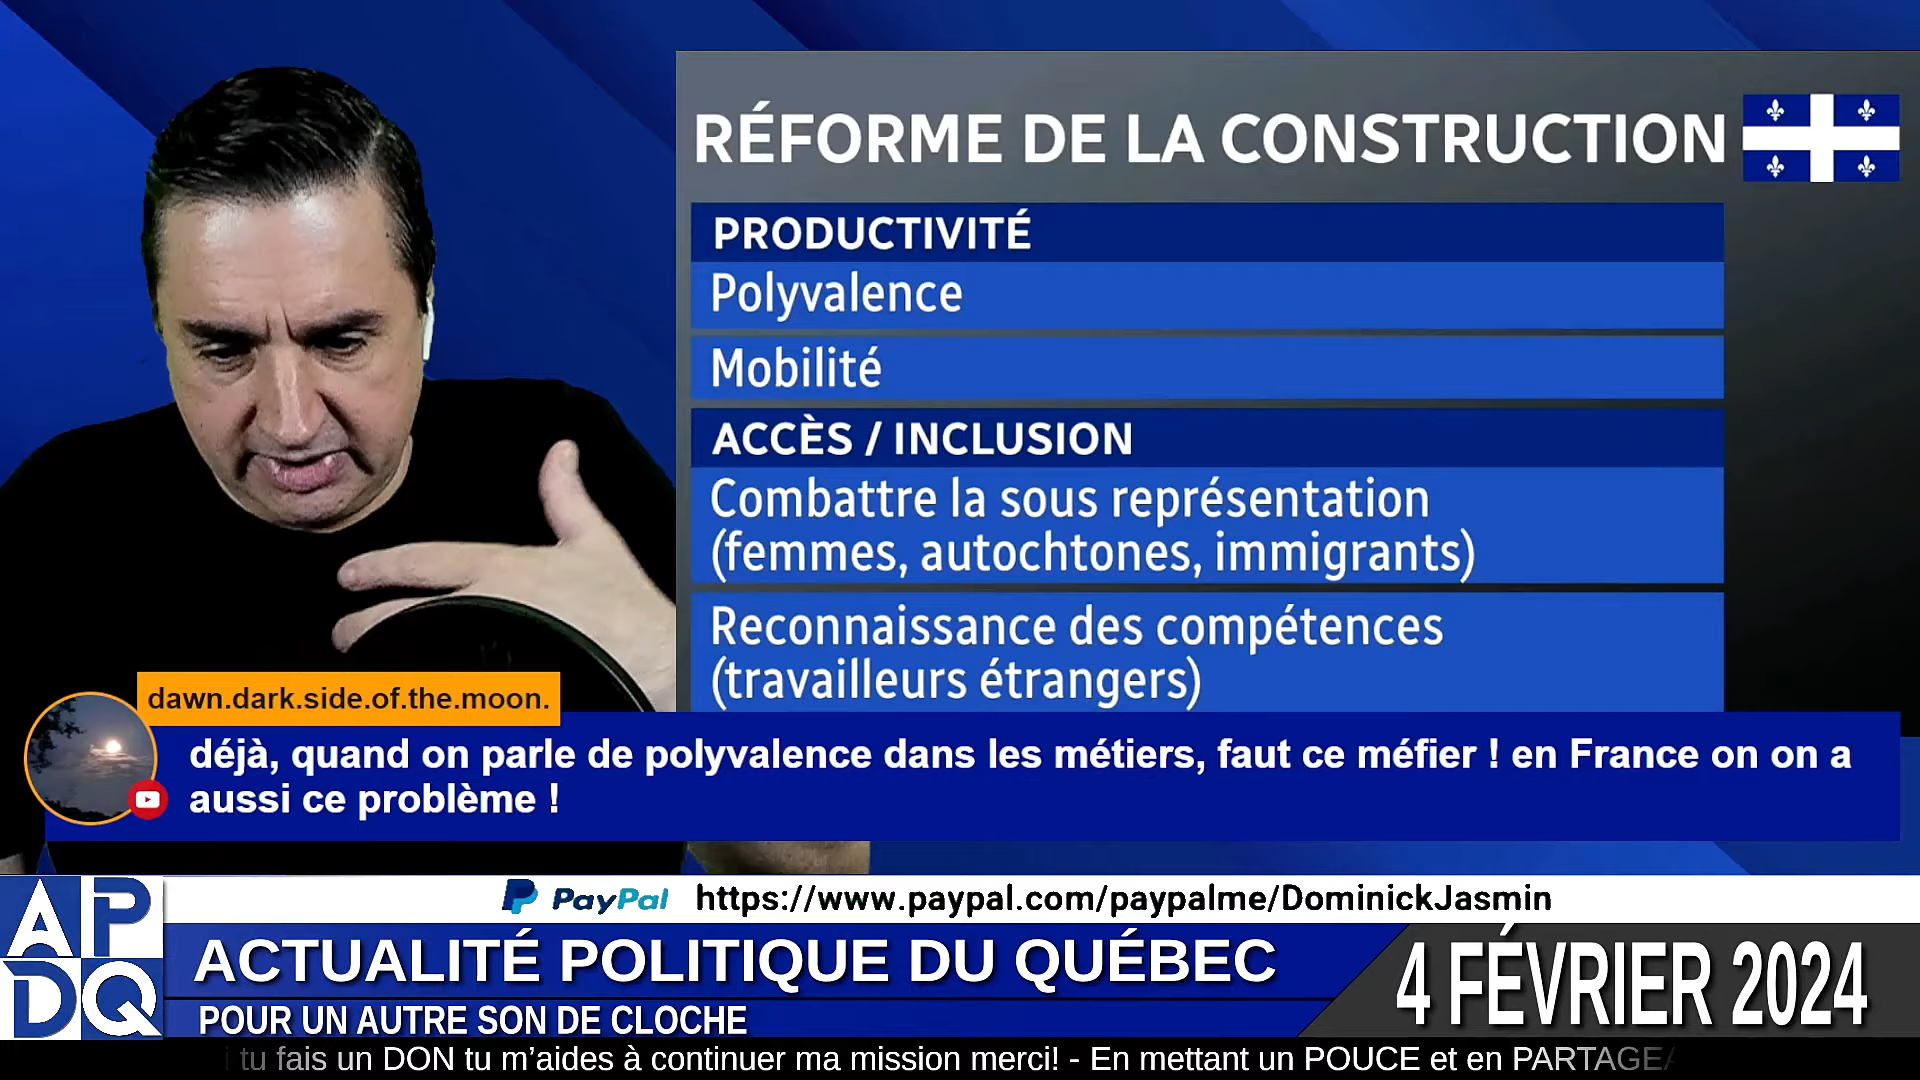 RÉFORME DE LA CONSTRUCTION
PRODUCTIVITÉ
Polyvalence
Mobilité
ACCÈS / INCLUSION
Combattre la sous représentation
(femmes, autochtones, immigrants)
Reconnaissance des compétences
(travailleurs étrangers)
dawn.dark.side.of.the.moon.
déjà, quand on parle de polyvalence dans les métiers, faut ce méfier ! en France on on a
aussi ce problème !
PayPal https://www.paypal.com/paypalme/DominickJasmin
AP
DQ
ACTUALITÉ POLITIQUE DU QUÉBEC
POUR UN AUTRE SON DE CLOCHE
4 FÉVRIER 2024
tu fais un DON tu m’aides à continuer ma mission merci! - En mettant un POUCE et en PARTAGEA